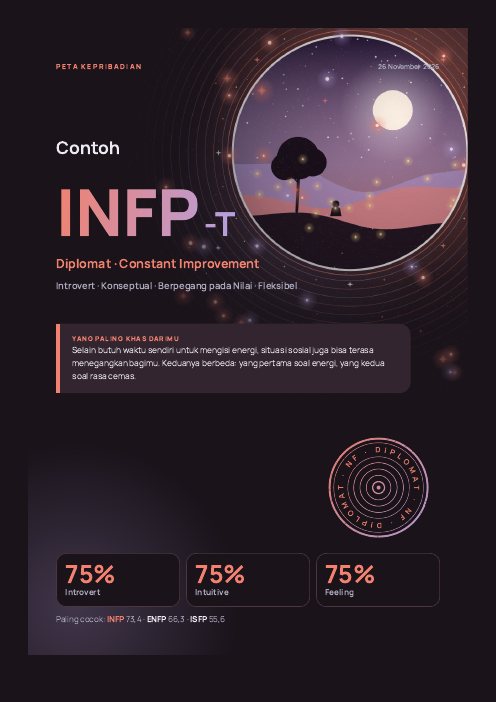 PETA KEPRIBADIAN
26 November 2026
Contoh
INFP -T
Diplomat · Constant Improvement
Introvert · Konseptual · Berpegang pada Nilai · Fleksibel
YANG PALING KHAS DARIMU
Selain butuh waktu sendiri untuk mengisi energi, situasi sosial juga bisa terasa
menegangkan bagimu. Keduanya berbeda: yang pertama soal energi, yang kedua
soal rasa cemas.
DIPLOMAT · NF · DIPLOMAT · NF ·
75%
Introvert
75%
Intuitive
75%
Feeling
Paling cocok: INFP 73,4 · ENFP 66,3 · ISFP 55,6